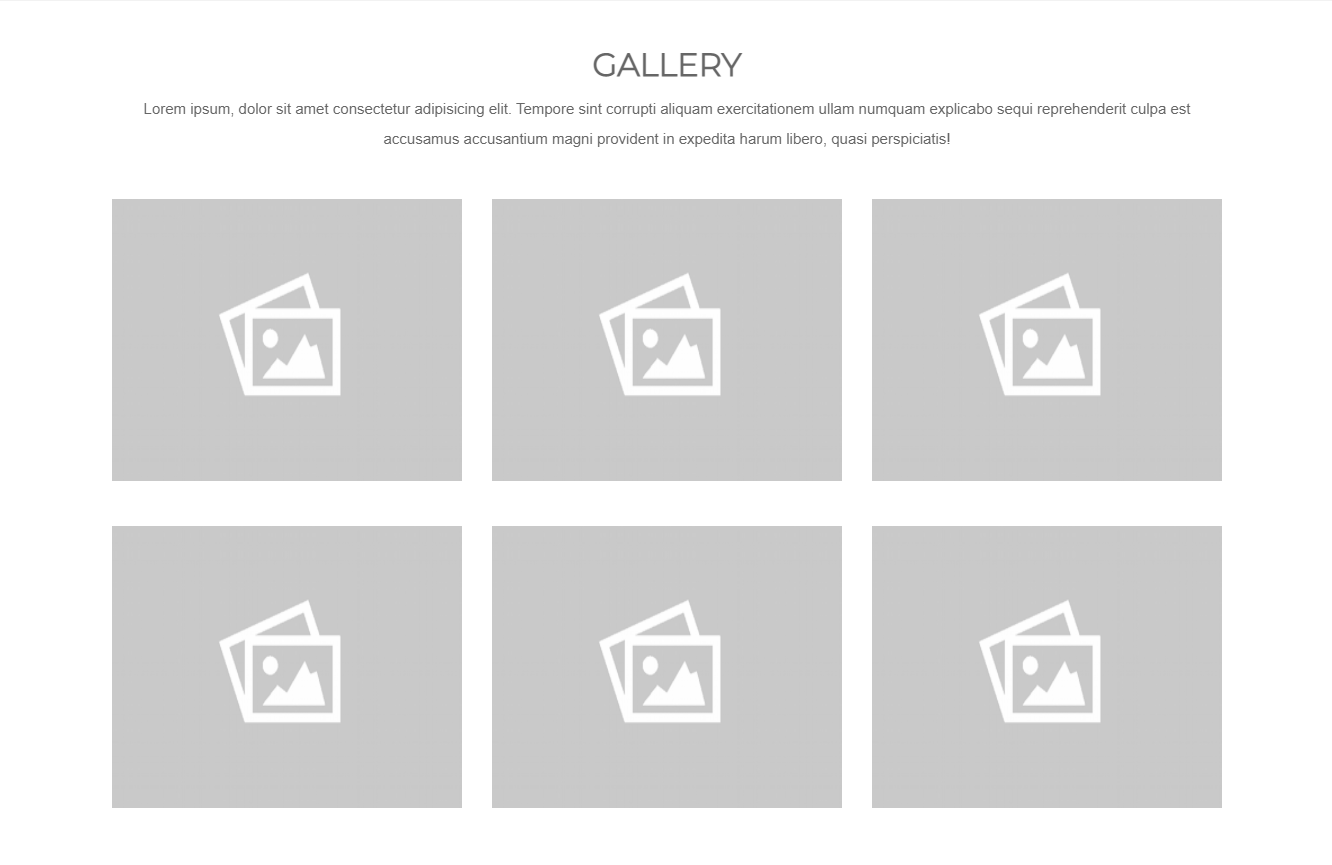 GALLERY
Lorem ipsum, dolor sit amet consectetur adipisicing elit. Tempore sint corrupti aliquam exercitationem ullam numquam explicabo sequi reprehenderit culpa est
accusamus accusantium magni provident in expedita harum libero, quasi perspiciatis!